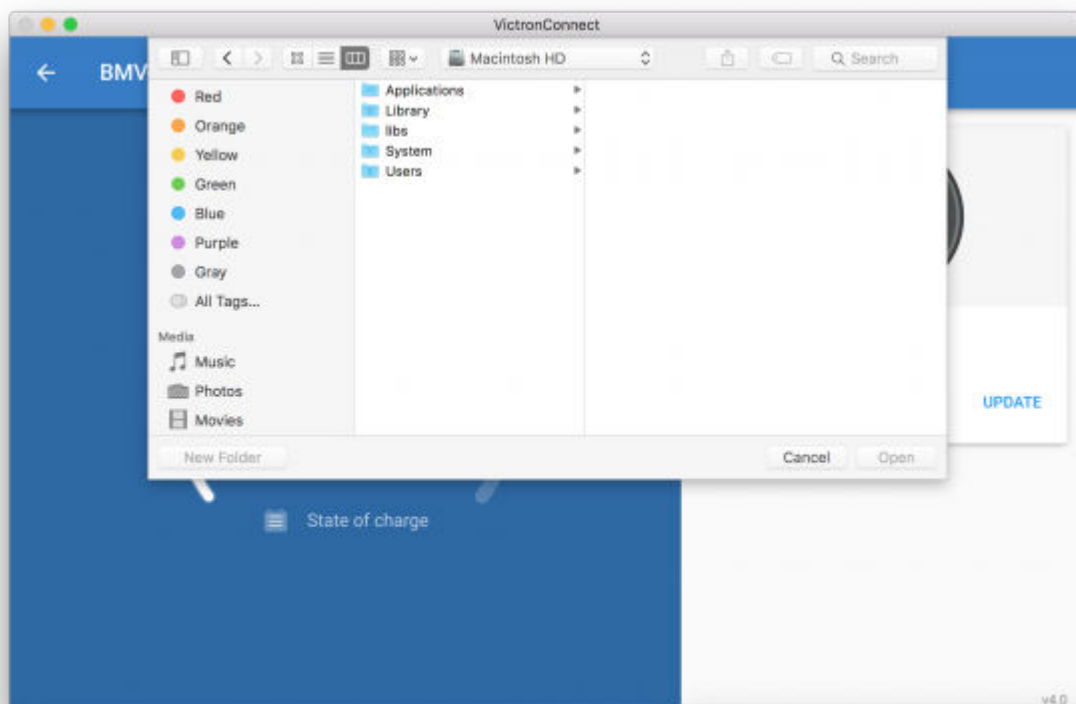 VictronConnect
BMV
Macintosh HD
Search
Red
Orange
Yellow
Green
Blue
Purple
Gray
All Tags...
Media
Music
Photos
Movies
Applications
Library
libs
System
Users
New Folder
Cancel
Open
UPDATE
State of charge
v4.0